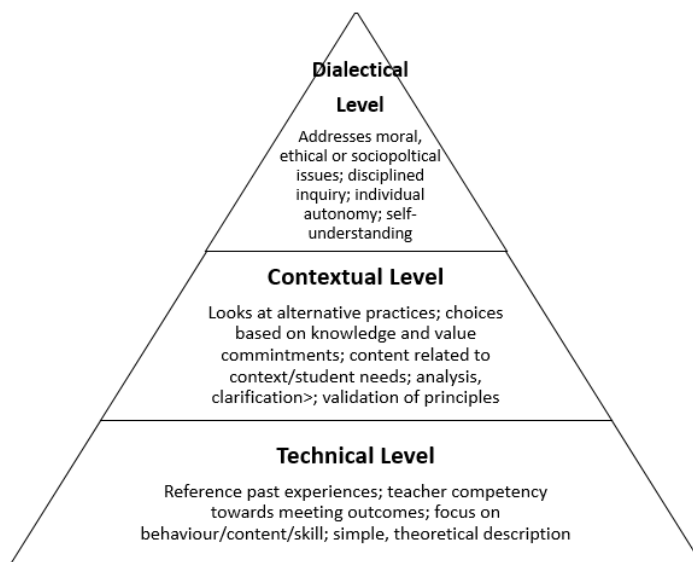 Dialectical
Level
Addresses moral,
ethical or sociopoltical
issues; disciplined
inquiry; individual
autonomy; self-
understanding
Contextual Level
Looks at alternative practices; choices
based on knowledge and value
commintments; content related to
context/student needs; analysis,
clarification>; validation of principles
Technical Level
Reference past experiences; teacher competency
towards meeting outcomes; focus on
behaviour/content/skill; simple, theoretical description